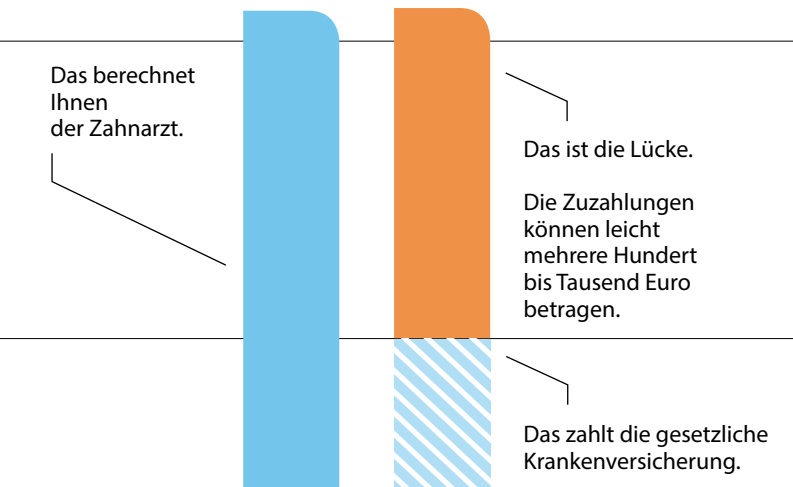 Das berechnet
Ihnen
der Zahnarzt.
Das ist die Lücke.
Die Zuzahlungen
können leicht
mehrere Hundert
bis Tausend Euro
betragen.
Das zahlt die gesetzliche
Krankenversicherung.